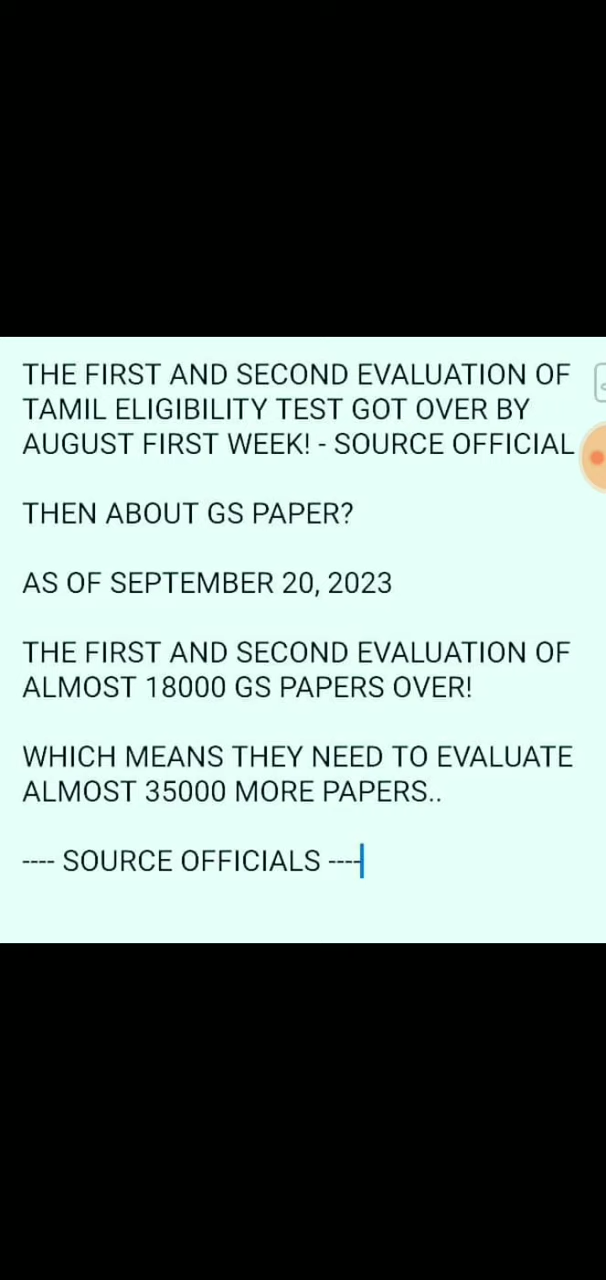 THE FIRST AND SECOND EVALUATION OF
TAMIL ELIGIBILITY TEST GOT OVER BY
AUGUST FIRST WEEK! - SOURCE OFFICIAL
THEN ABOUT GS PAPER?
AS OF SEPTEMBER 20, 2023
THE FIRST AND SECOND EVALUATION OF
ALMOST 18000 GS PAPERS OVER!
WHICH MEANS THEY NEED TO EVALUATE
ALMOST 35000 MORE PAPERS..
---- SOURCE OFFICIALS ----